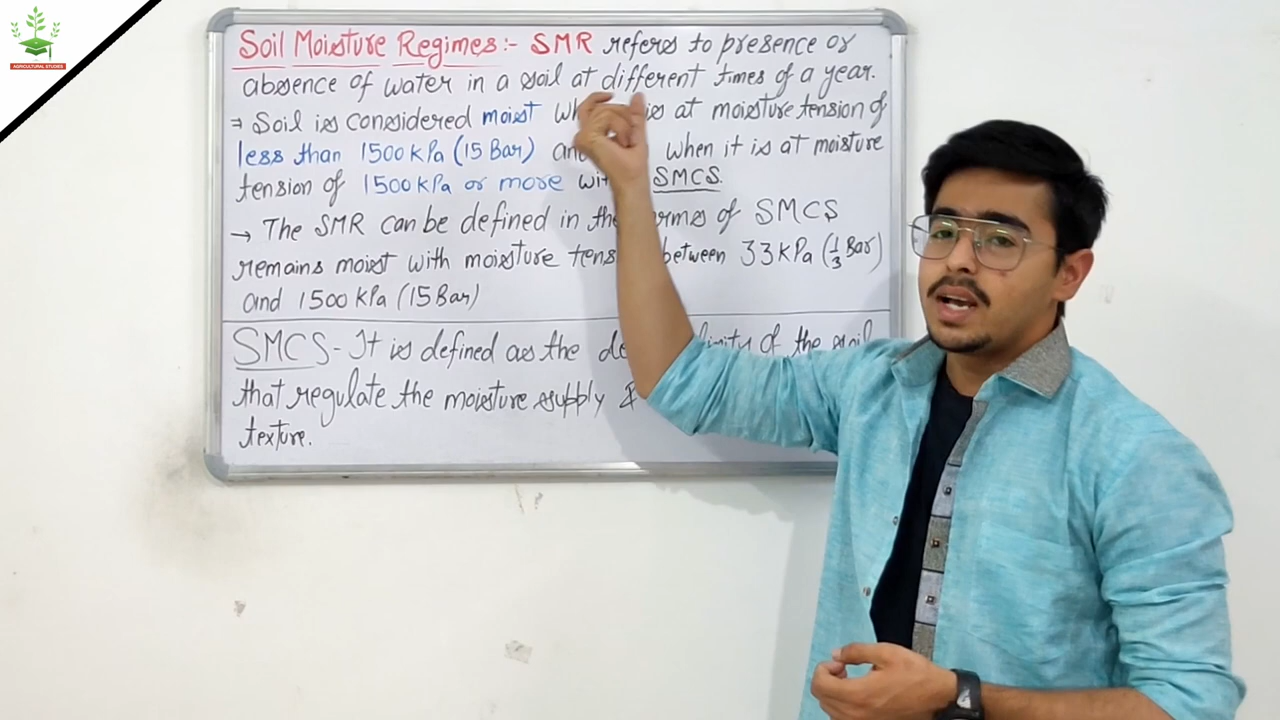 AGRICULTURAL STUDIES
Soil Moisture Regimes:- SMR refers to presence or
absence of water in a soil at different times of a year.
⇒ Soil is considered moist is at moisture tension of
less than 1500 kPa (15 Bar) when it is at moisture
tension of 1500 kPa or more SMCS.
→ The SMR can be defined in the of SMCS
remains moist with moisture between 33 kPa (1/3 Bar)
and 1500 kPa (15 Bar)
SMCS - It is defined as the of the soil
that regulate the moisture supply &
texture.